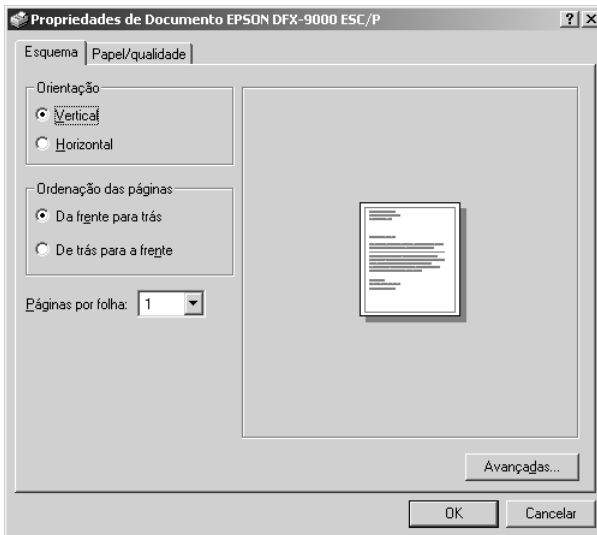 Propriedades de Documento EPSON DFX-9000 ESC/P
Esquema
Papel/qualidade
Orientação
Vertical
Horizontal
Ordenação das páginas
Da frente para trás
De trás para a frente
Páginas por folha: 1
Avançadas...
OK
Cancelar